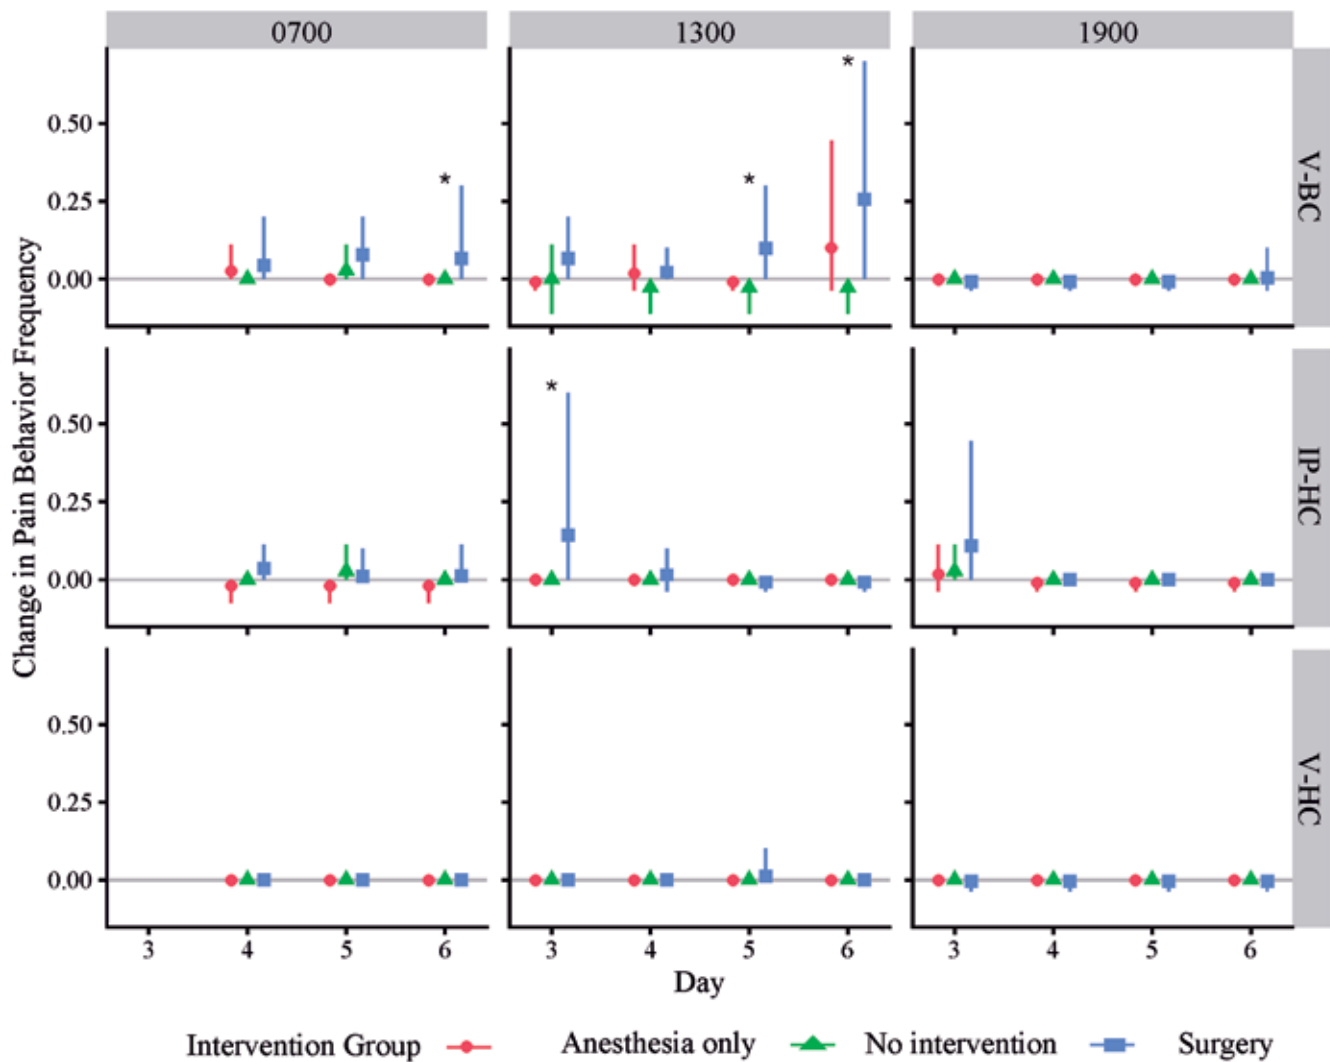 0700 1300 1900
Change in Pain Behavior Frequency
0.50
0.25
0.00
V-BC
*
*
*
0.50
0.25
0.00
IP-HC
*
0.50
0.25
0.00
V-HC
3 4 5 6 3 4 5 6 3 4 5 6
Day
Intervention Group Anesthesia only No intervention Surgery